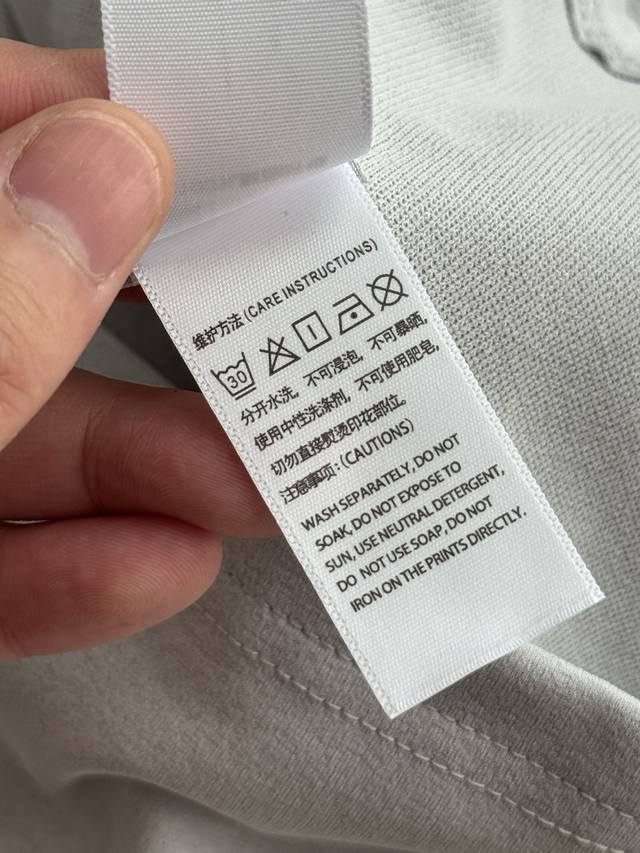 维护方法(CARE INSTRUCTIONS)
30
分开水洗，不可浸泡，不可暴晒，
使用中性洗涤剂，不可使用肥皂，
切勿直接熨烫印花部位。
注意事项:(CAUTIONS)
WASH SEPARATELY, DO NOT
SOAK, DO NOT EXPOSE TO
SUN, USE NEUTRAL DETERGENT,
DO NOT USE SOAP, DO NOT
IRON ON THE PRINTS DIRECTLY.